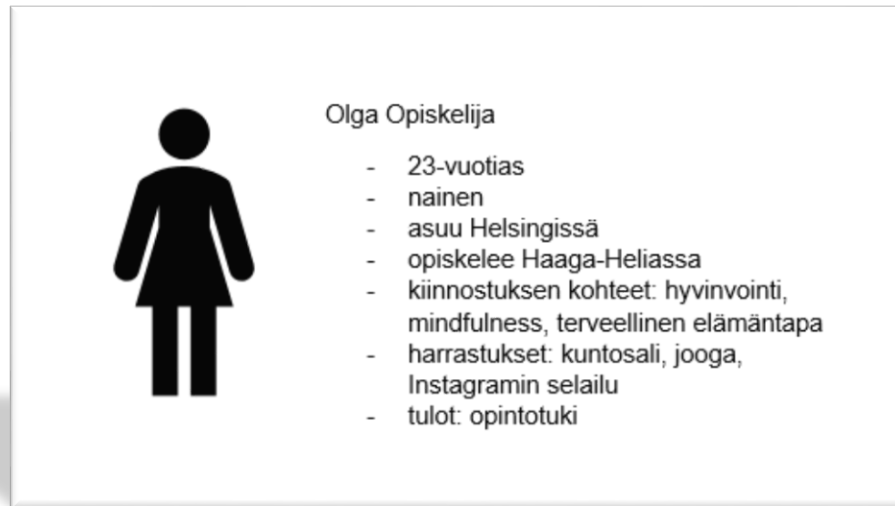 Olga Opiskelija
- 23-vuotias
- nainen
- asuu Helsingissä
- opiskelee Haaga-Heliassa
- kiinnostuksen kohteet: hyvinvointi,
mindfulness, terveellinen elämäntapa
- harrastukset: kuntosali, jooga,
Instagramin selailu
- tulot: opintotuki